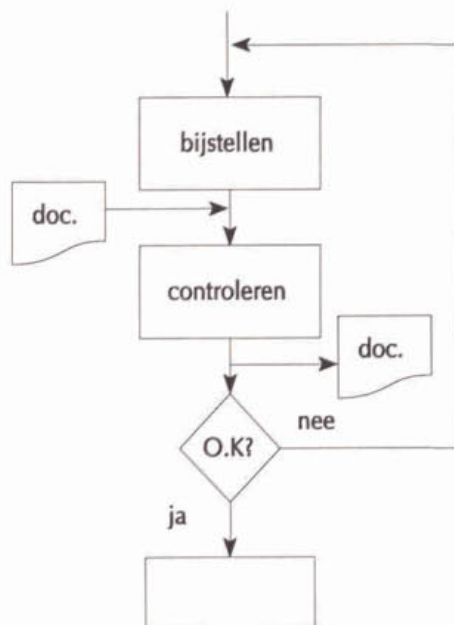 bijstellen
doc.
controleren
doc.
nee
O.K?
ja